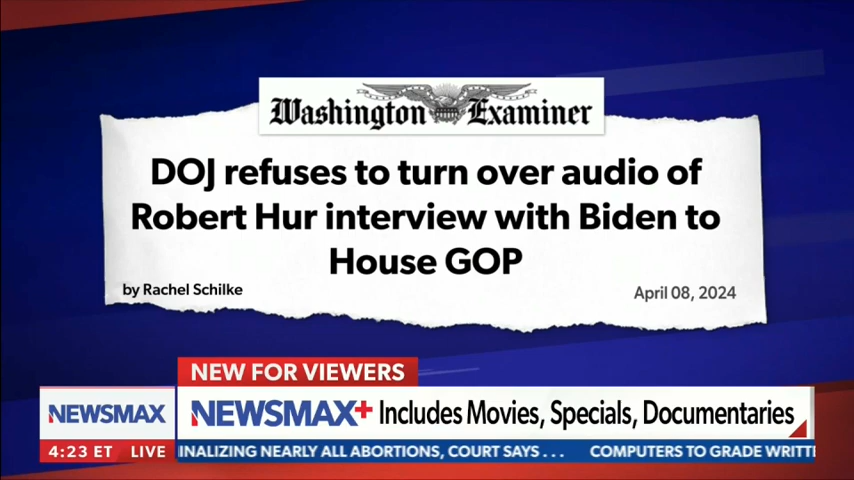 Washington Examiner
DOJ refuses to turn over audio of
Robert Hur interview with Biden to
House GOP
by Rachel Schilke
April 08, 2024
NEW FOR VIEWERS
NEWSMAX
NEWSMAX+ Includes Movies, Specials, Documentaries
4:23 ET LIVE
INALIZING NEARLY ALL ABORTIONS, COURT SAYS . . . COMPUTERS TO GRADE WRITTE